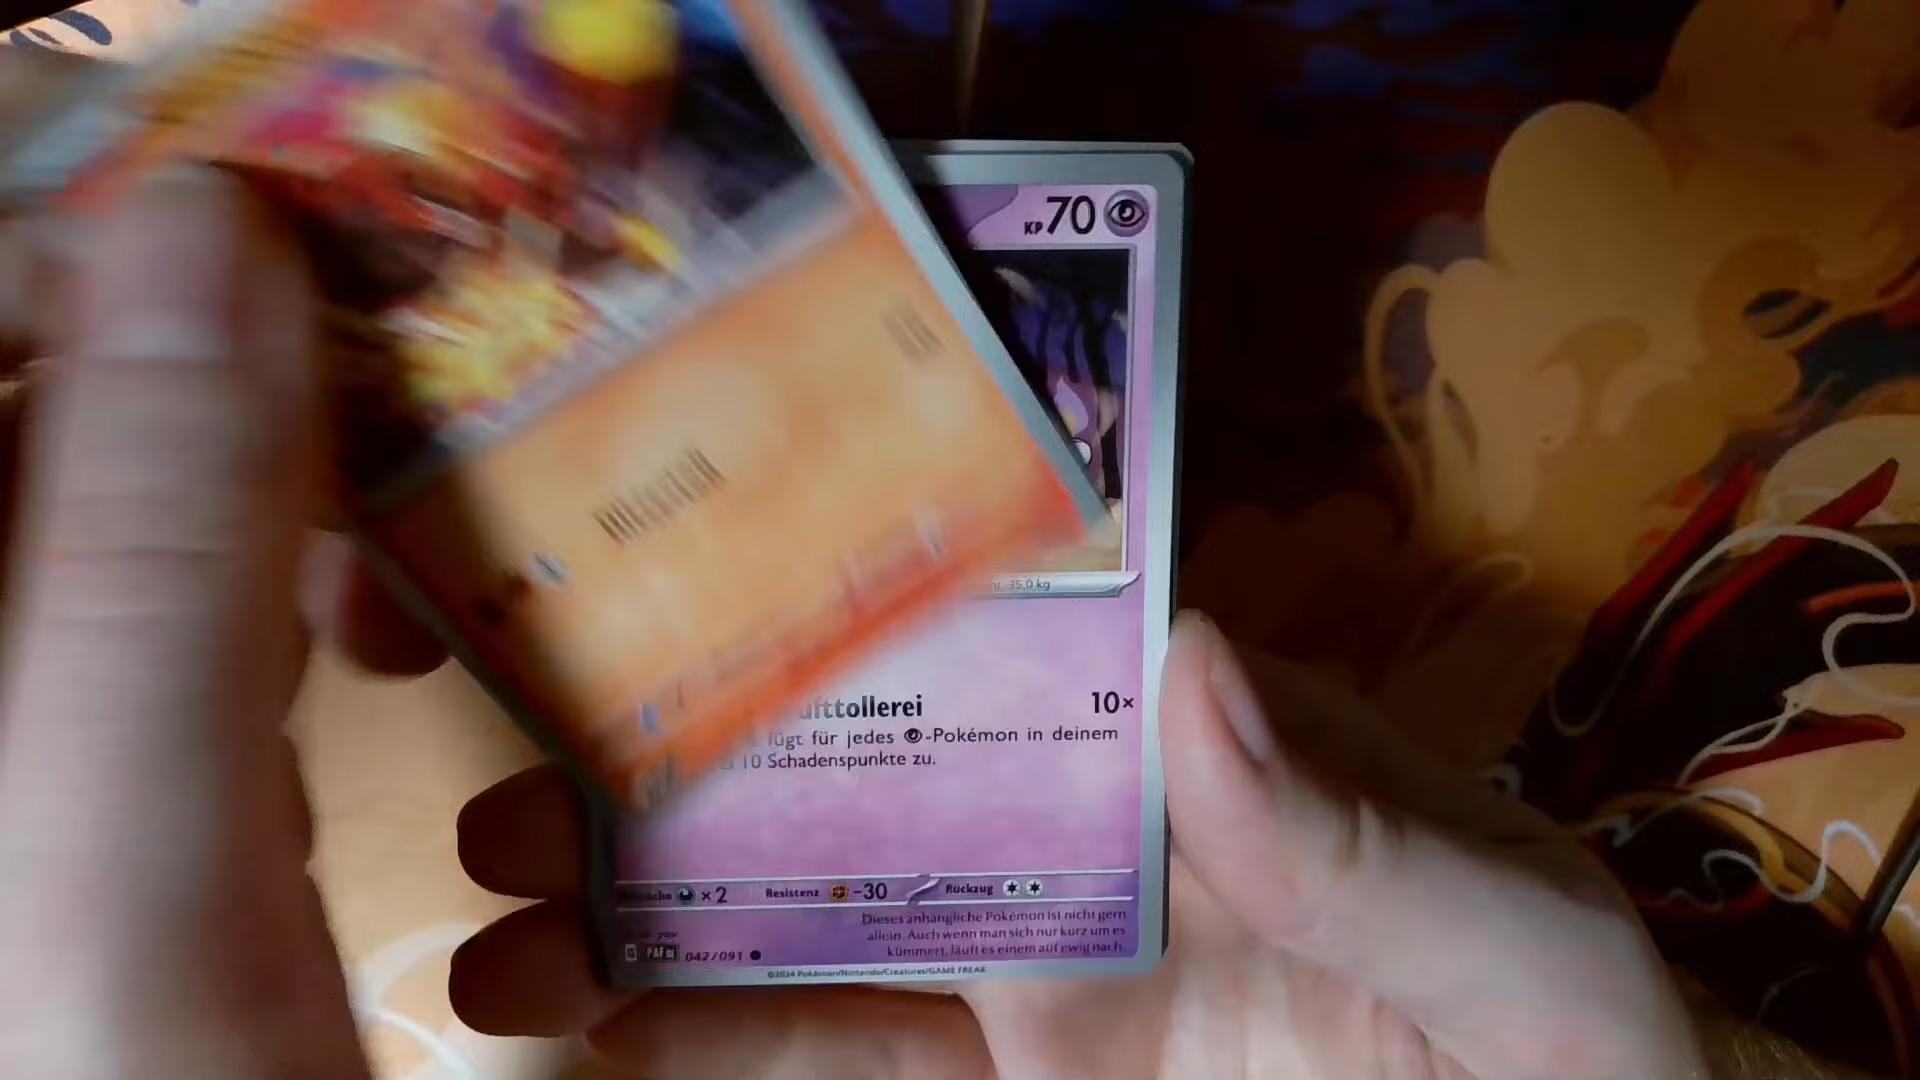 KP 70
35,0 kg
ufttollerei 10×
fügt für jedes -Pokémon in deinem
10 Schadenspunkte zu.
×2 Resistenz -30 Rückzug
Dieses anhängliche Pokémon ist nicht gern
allein. Auch wenn man sich nur kurz um es
kümmert, läuft es einem auf ewig nach.
PAF 042/091
©2024 Pokémon/Nintendo/Creatures/GAME FREAK